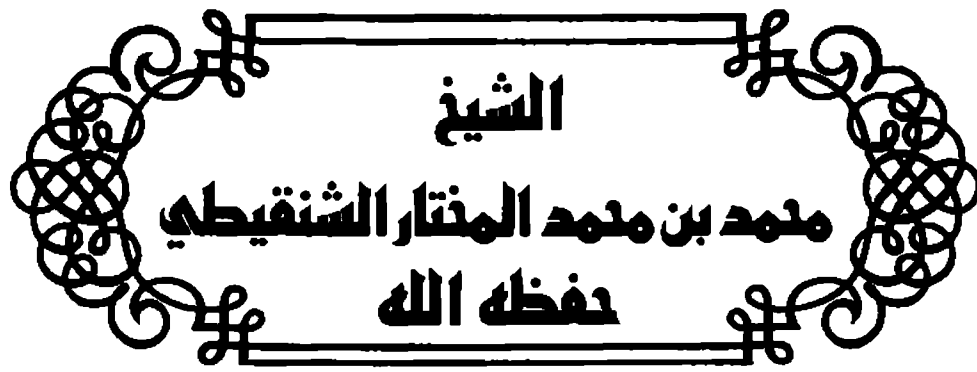 الشيخ
محمد بن محمد المختار الشنقيطي
حفظه الله